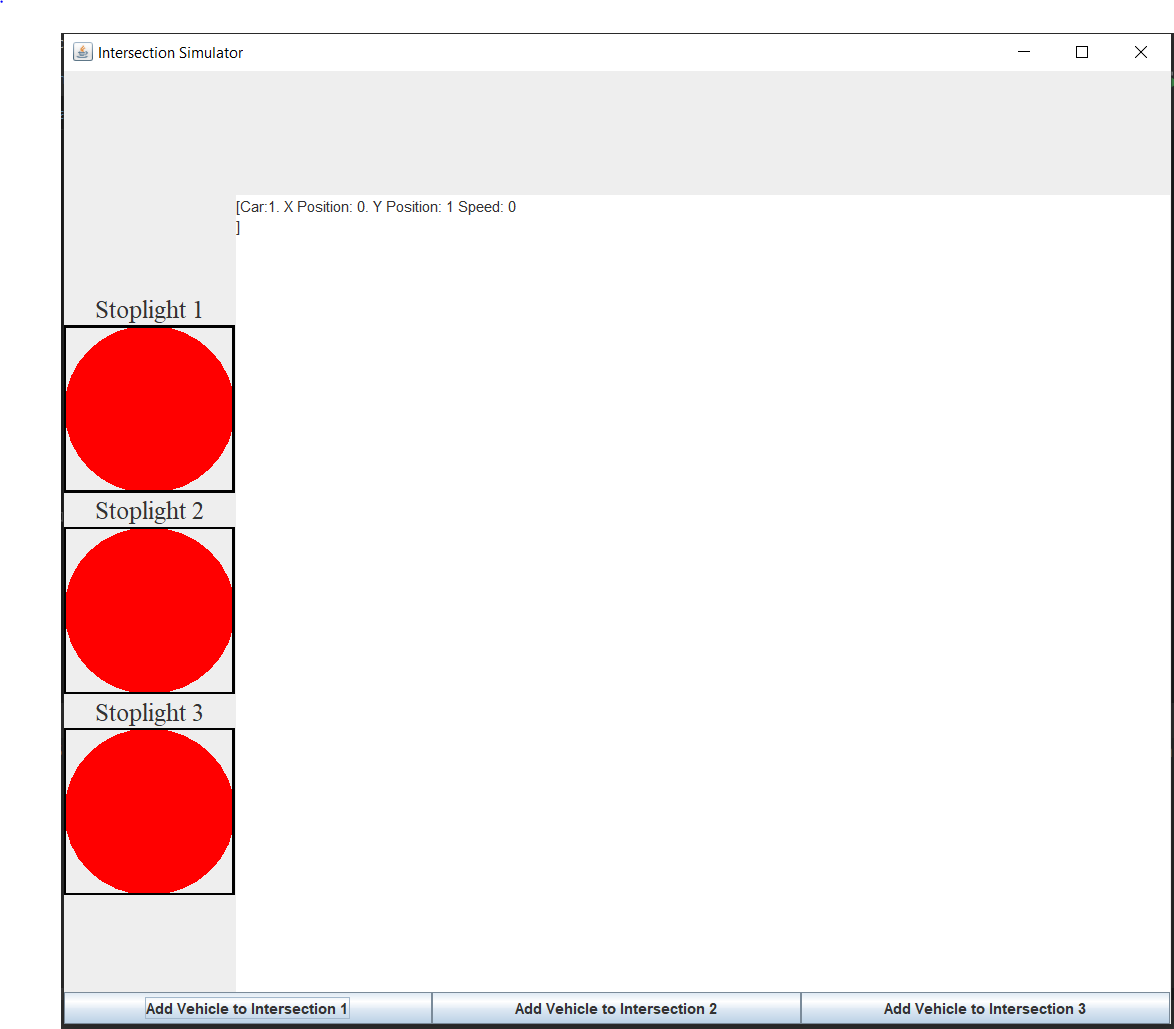 Intersection Simulator
[Car:1. X Position: 0. Y Position: 1 Speed: 0
]
Stoplight 1
Stoplight 2
Stoplight 3
Add Vehicle to Intersection 1
Add Vehicle to Intersection 2
Add Vehicle to Intersection 3